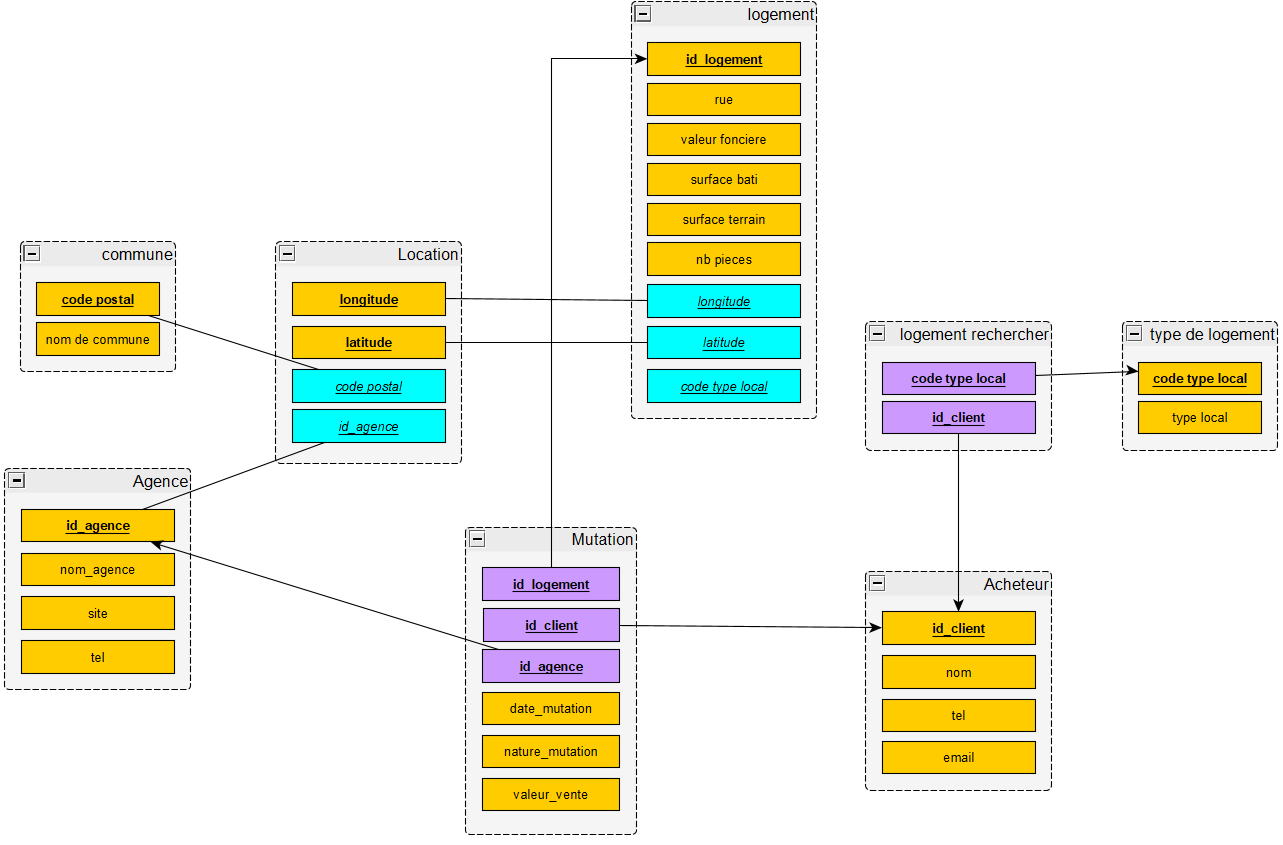 logement
id_logement
rue
valeur fonciere
surface bati
surface terrain
nb pieces
longitude
latitude
code type local
commune
code postal
nom de commune
Location
longitude
latitude
code postal
id_agence
logement rechercher
code type local
id_client
type de logement
code type local
type local
Agence
id_agence
nom_agence
site
tel
Mutation
id_logement
id_client
id_agence
date_mutation
nature_mutation
valeur_vente
Acheteur
id_client
nom
tel
email